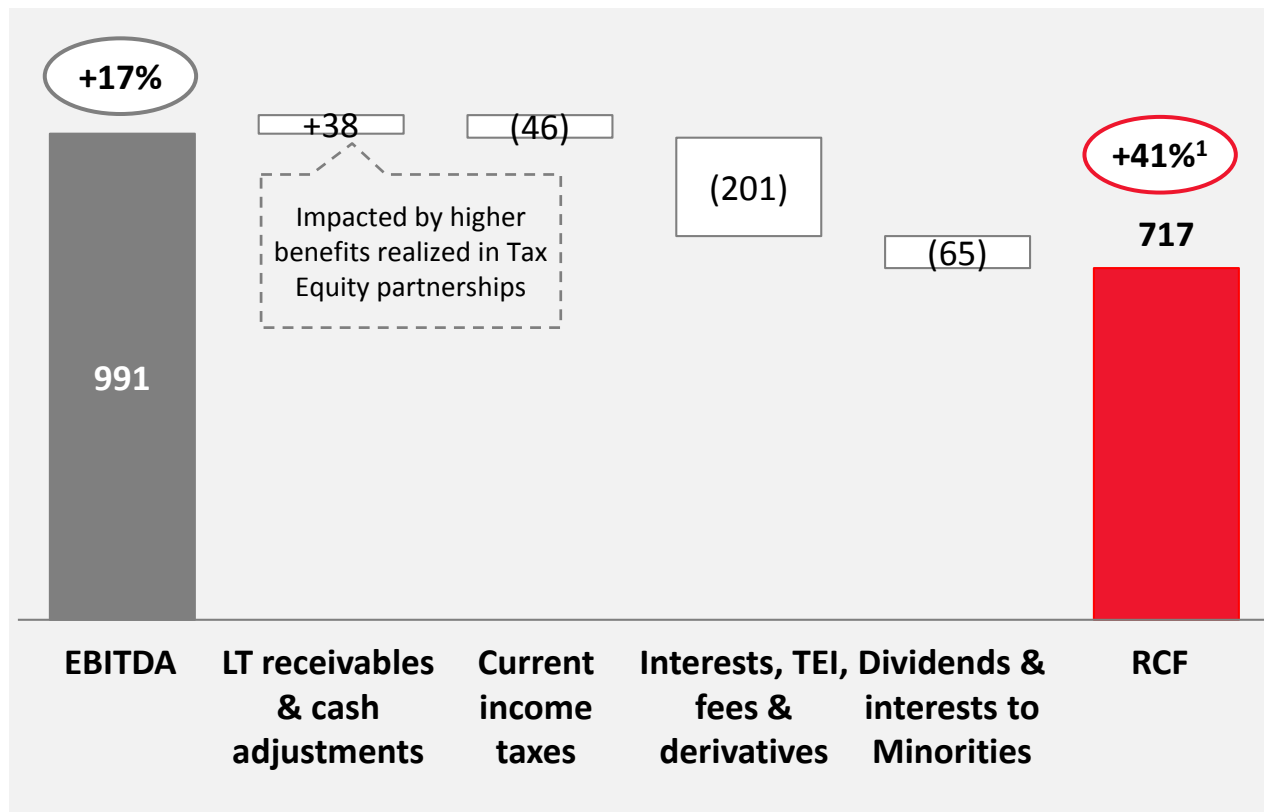 +17%
+38
(46)
(201)
(65)
+41%¹
717
Impacted by higher
benefits realized in Tax
Equity partnerships
991
EBITDA
LT receivables
& cash
adjustments
Current
income
taxes
Interests, TEI,
fees &
derivatives
Dividends &
interests to
Minorities
RCF